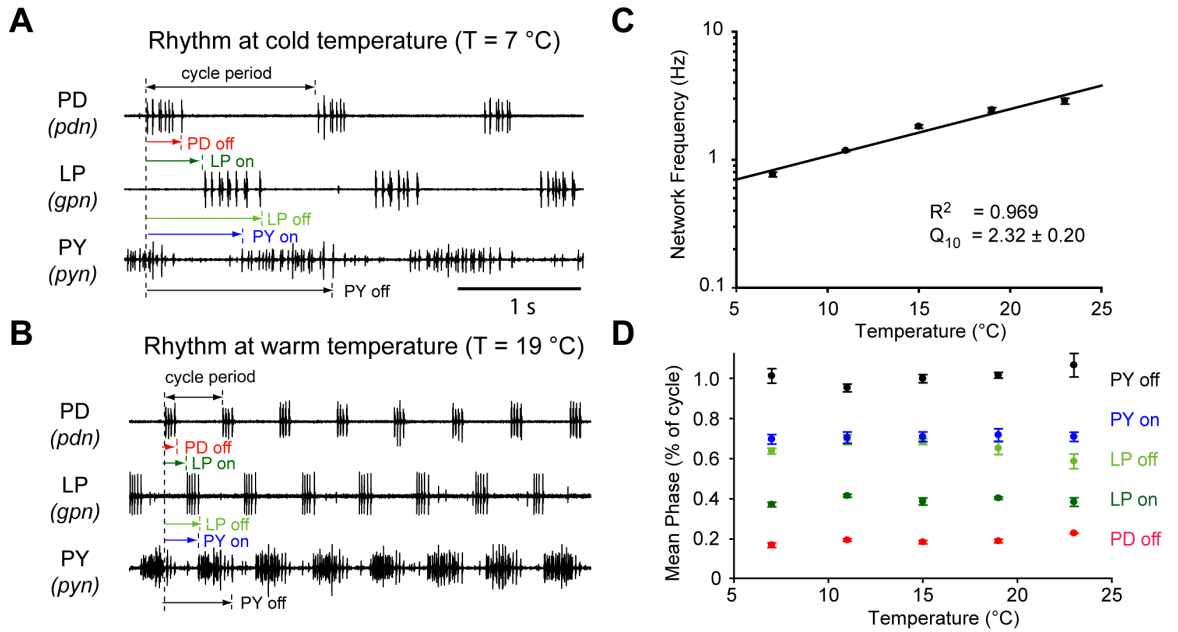 A
Rhythm at cold temperature (T = 7 °C)
cycle period
PD
(pdn)
PD off
LP on
LP
(gpn)
LP off
PY on
PY
(pyn)
PY off
1 s
B
Rhythm at warm temperature (T = 19 °C)
cycle period
PD
(pdn)
PD off
LP on
LP
(gpn)
LP off
PY on
PY
(pyn)
PY off
C
Network Frequency (Hz)
10
1
0.1
R² = 0.969
Q₁₀ = 2.32 ± 0.20
5 10 15 20 25
Temperature (°C)
D
Mean Phase (% of cycle)
1.0
0.8
0.6
0.4
0.2
0
PY off
PY on
LP off
LP on
PD off
5 10 15 20 25
Temperature (°C)